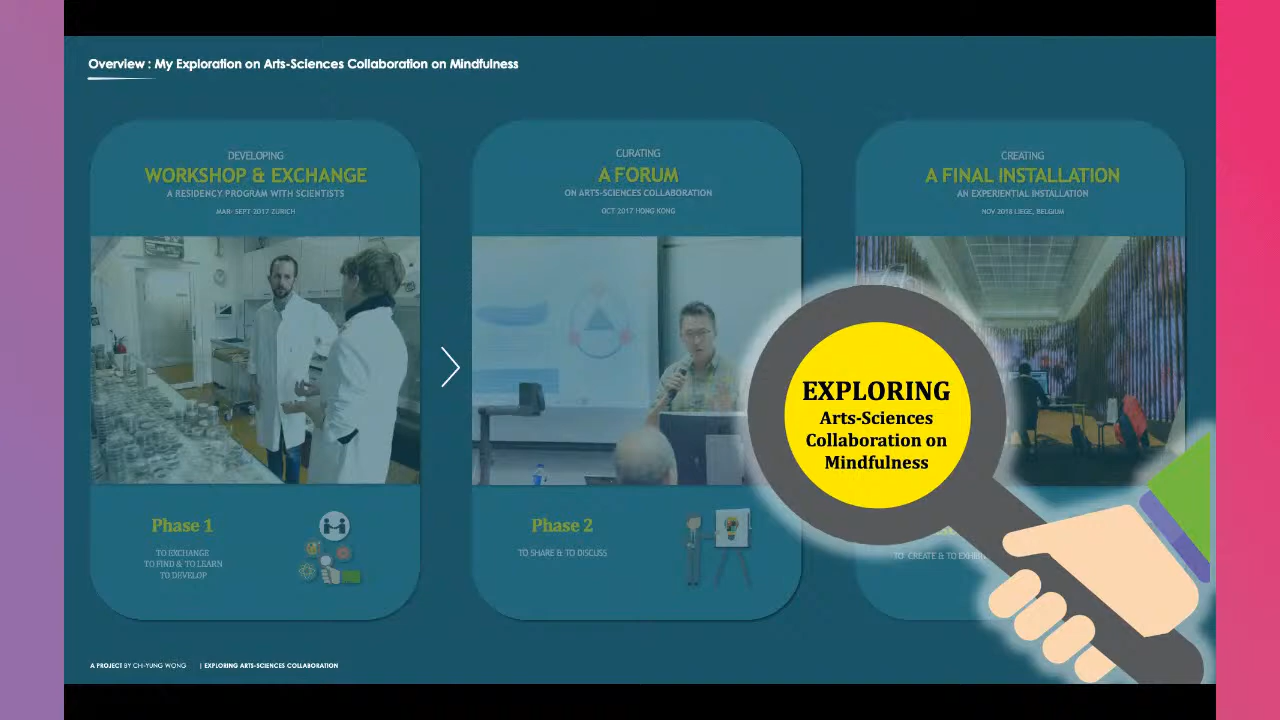 Overview : My Exploration on Arts-Sciences Collaboration on Mindfulness
DEVELOPING
WORKSHOP & EXCHANGE
A RESIDENCY PROGRAM WITH SCIENTISTS
MAR- SEPT 2017 ZURICH
Phase 1
TO EXCHANGE
TO FIND & TO LEARN
TO DEVELOP
CURATING
A FORUM
ON ARTS-SCIENCES COLLABORATION
OCT 2017 HONG KONG
Phase 2
TO SHARE & TO DISCUSS
CREATING
A FINAL INSTALLATION
AN EXPERIENTIAL INSTALLATION
NOV 2018 LIEGE, BELGIUM
TO CREATE & TO
EXPLORING
Arts-Sciences
Collaboration on
Mindfulness
A PROJECT BY CHI-YUNG WONG | EXPLORING ARTS-SCIENCES COLLABORATION